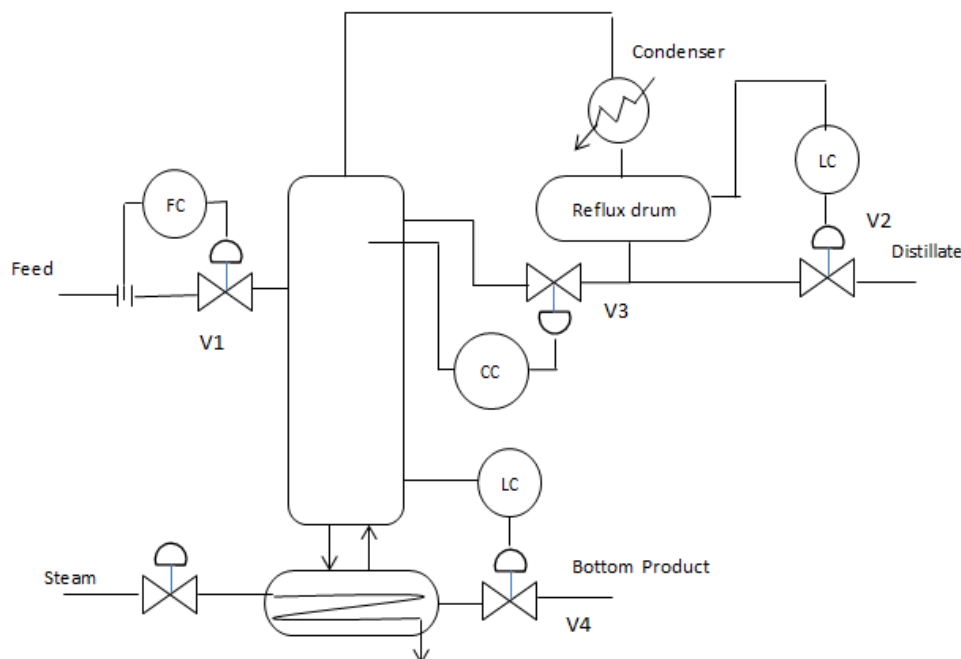 Condenser
LC
FC
Reflux drum
V2
Feed
Distillate
V3
V1
CC
LC
Steam
Bottom Product
V4